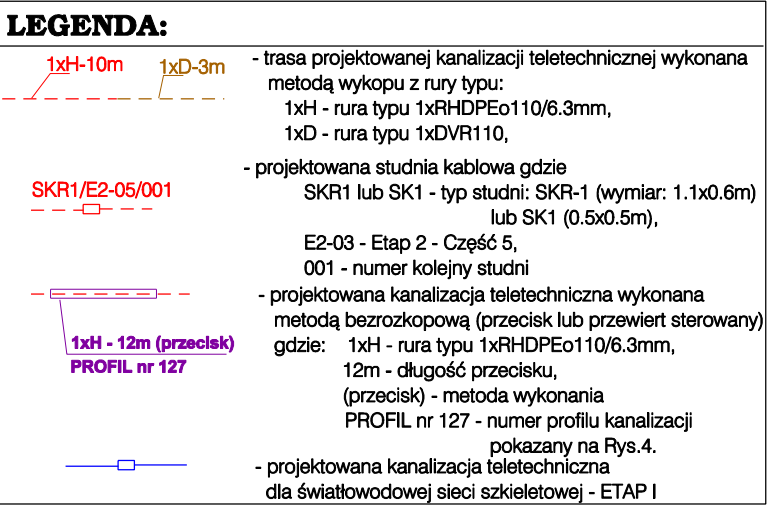 LEGENDA:
1xH-10m 1xD-3m
- trasa projektowanej kanalizacji teletechnicznej wykonana
metodą wykopu z rury typu:
1xH - rura typu 1xRHDPEo110/6.3mm,
1xD - rura typu 1xDVR110,
SKR1/E2-05/001
- projektowana studnia kablowa gdzie
SKR1 lub SK1 - typ studni: SKR-1 (wymiar: 1.1x0.6m)
lub SK1 (0.5x0.5m),
E2-03 - Etap 2 - Część 5,
001 - numer kolejny studni
1xH - 12m (przecisk)
PROFIL nr 127
- projektowana kanalizacja teletechniczna wykonana
metodą bezrozkopową (przecisk lub przewiert sterowany)
gdzie: 1xH - rura typu 1xRHDPEo110/6.3mm,
12m - długość przecisku,
(przecisk) - metoda wykonania
PROFIL nr 127 - numer profilu kanalizacji
pokazany na Rys.4.
- projektowana kanalizacja teletechniczna
dla światłowodowej sieci szkieletowej - ETAP I